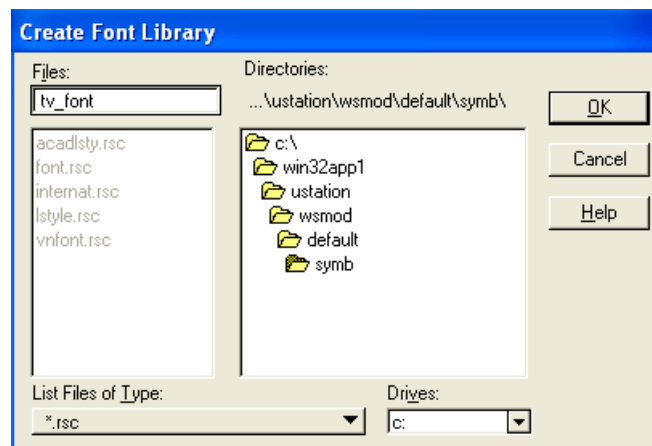 Create Font Library
Files:
tv_font
acadlsty.rsc
font.rsc
internat.rsc
lstyle.rsc
vnfont.rsc
List Files of Type:
*.rsc
Directories:
...\ustation\wsmod\default\symb\
c:\
win32app1
ustation
wsmod
default
symb
Drives:
c:
OK
Cancel
Help